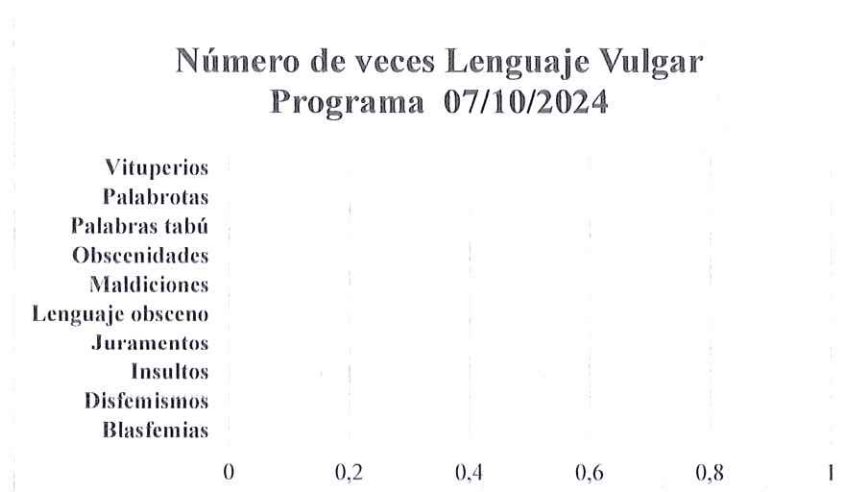 Número de veces Lenguaje Vulgar
Programa 07/10/2024
Vituperios
Palabrotas
Palabras tabú
Obscenidades
Maldiciones
Lenguaje obsceno
Juramentos
Insultos
Disfemismos
Blasfemias
0 0,2 0,4 0,6 0,8 1